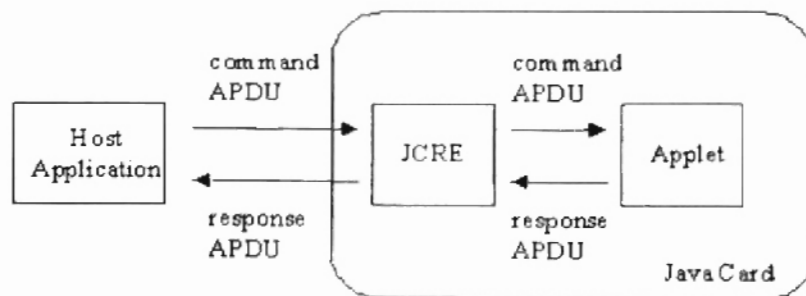 command
APDU
command
APDU
Host
Application
JCRE
Applet
response
APDU
response
APDU
Java Card